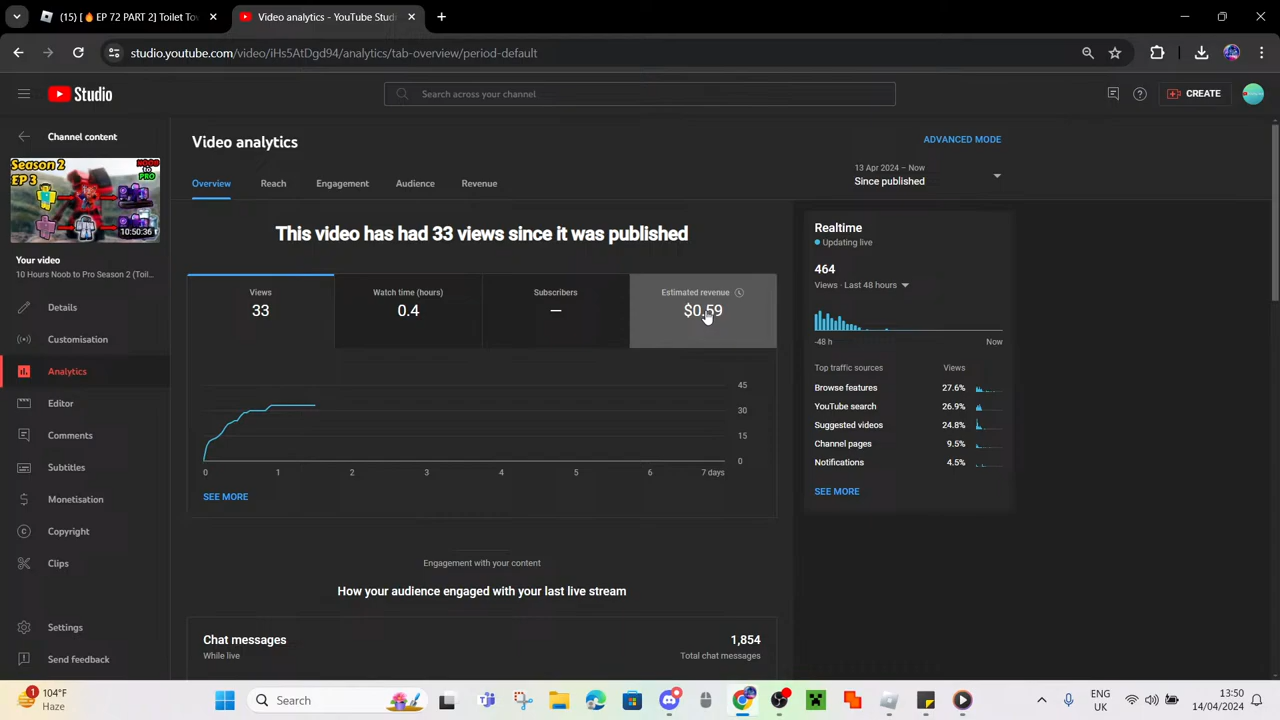 (15) [🔥EP 72 PART 2] Toilet Tow
Video analytics - YouTube Studio
studio.youtube.com/video/iHs5AtDgd94/analytics/tab-overview/period-default
Studio
Search across your channel
CREATE
Channel content
Season 2
EP 3
NOOB
to
PRO
10:50:36
Your video
10 Hours Noob to Pro Season 2 (Toil...
Details
Customisation
Analytics
Editor
Comments
Subtitles
Monetisation
Copyright
Clips
Settings
Send feedback
Video analytics
ADVANCED MODE
13 Apr 2024 – Now
Since published
Overview
Reach
Engagement
Audience
Revenue
This video has had 33 views since it was published
Views
33
Watch time (hours)
0.4
Subscribers
—
Estimated revenue
$0.59
45
30
15
0
0 1 2 3 4 5 6 7 days
SEE MORE
Engagement with your content
How your audience engaged with your last live stream
Chat messages
1,854
While live
Total chat messages
Realtime
Updating live
464
Views · Last 48 hours
-48 h
Now
Top traffic sources
Views
Browse features 27.6%
YouTube search 26.9%
Suggested videos 24.8%
Channel pages 9.5%
Notifications 4.5%
SEE MORE
1
104°F
Haze
Search
ENG
UK
13:50
14/04/2024